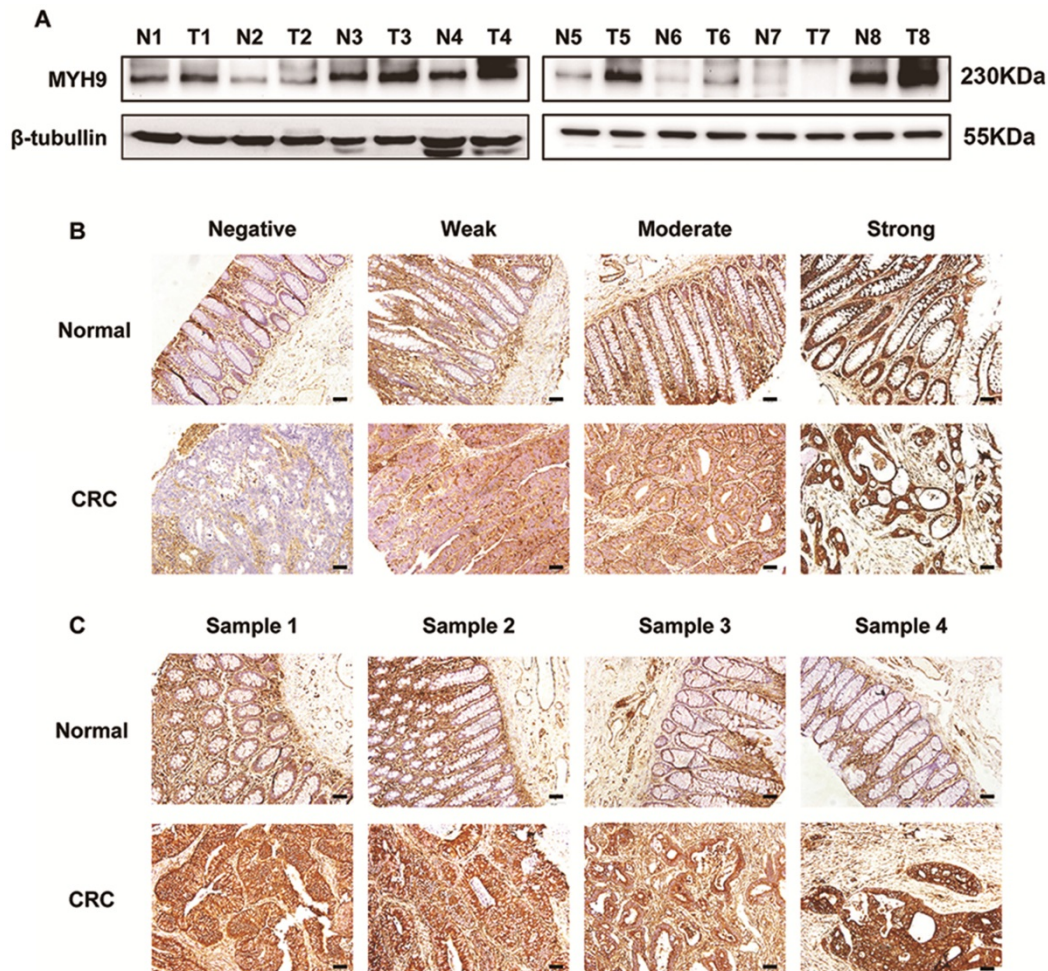 A
N1 T1 N2 T2 N3 T3 N4 T4 N5 T5 N6 T6 N7 T7 N8 T8
MYH9 230KDa
β-tubullin 55KDa
B
Negative Weak Moderate Strong
Normal
CRC
C
Sample 1 Sample 2 Sample 3 Sample 4
Normal
CRC